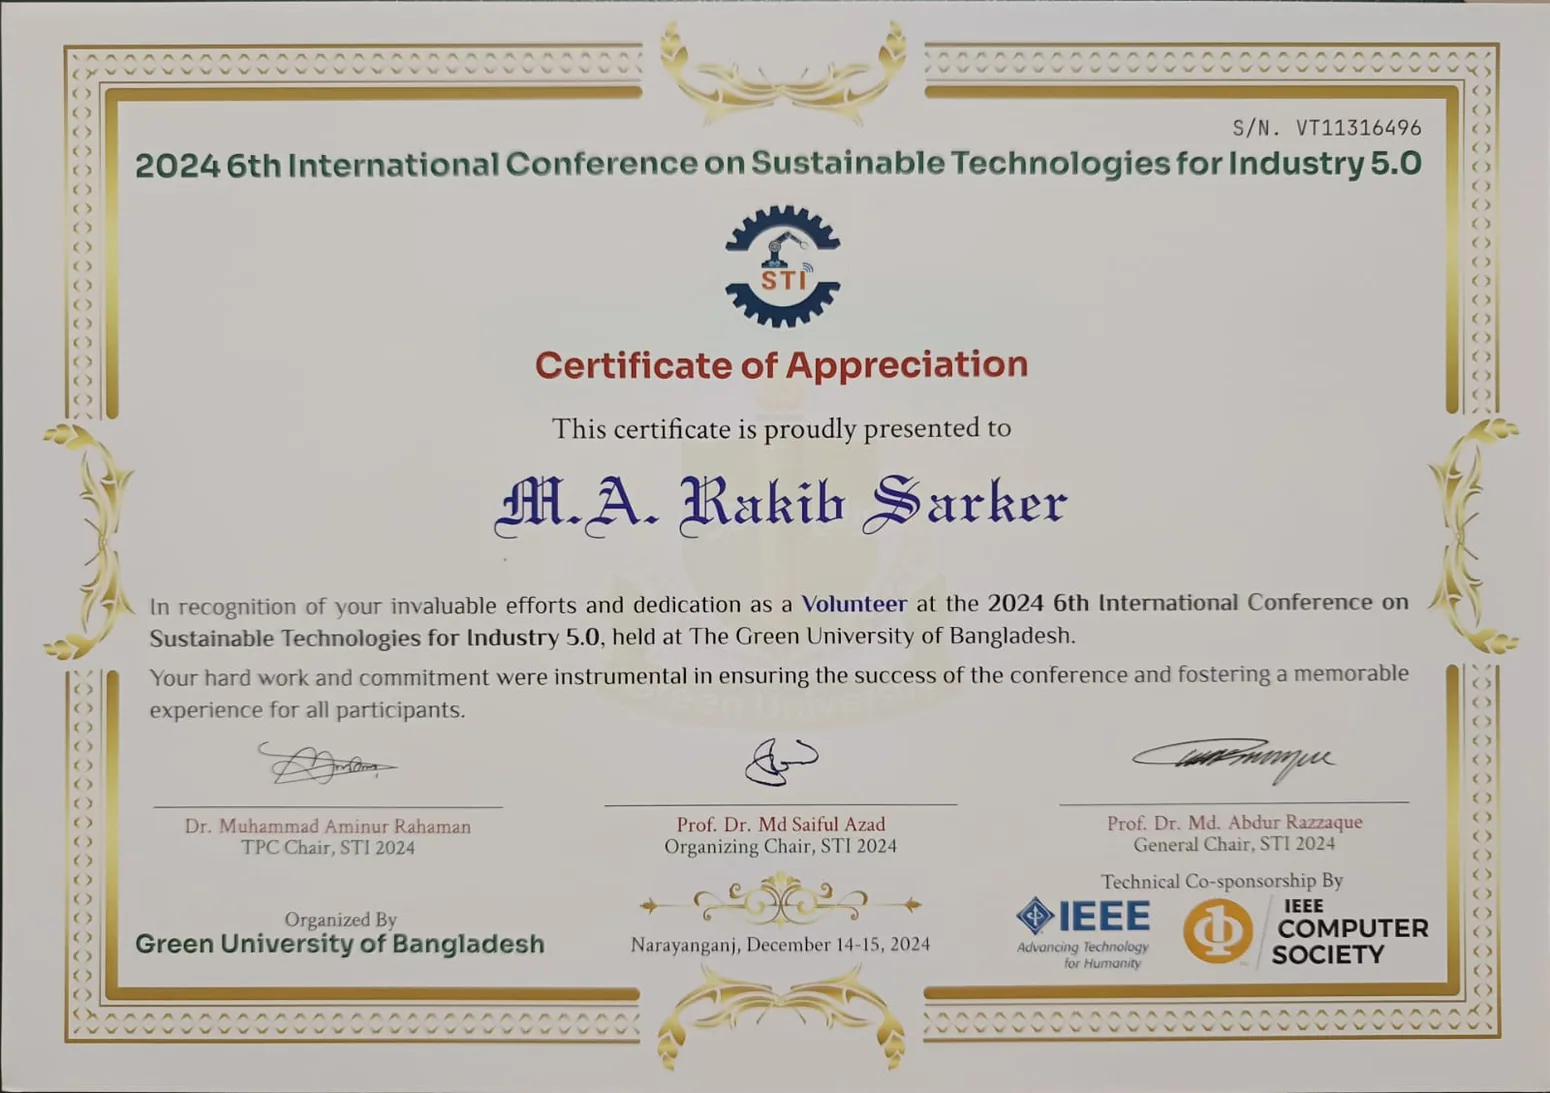 S/N. VT11316496
2024 6th International Conference on Sustainable Technologies for Industry 5.0
STI
Certificate of Appreciation
This certificate is proudly presented to
M.A. Rakib Sarker
In recognition of your invaluable efforts and dedication as a Volunteer at the 2024 6th International Conference on
Sustainable Technologies for Industry 5.0, held at The Green University of Bangladesh.
Your hard work and commitment were instrumental in ensuring the success of the conference and fostering a memorable
experience for all participants.
Dr. Muhammad Aminur Rahaman
TPC Chair, STI 2024
Prof. Dr. Md Saiful Azad
Organizing Chair, STI 2024
Prof. Dr. Md. Abdur Razzaque
General Chair, STI 2024
Organized By
Green University of Bangladesh
Narayanganj, December 14-15, 2024
Technical Co-sponsorship By
IEEE
Advancing Technology
for Humanity
IEEE
COMPUTER
SOCIETY